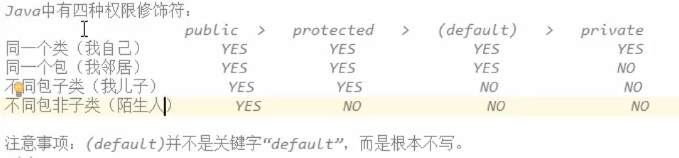 Java中有四种权限修饰符：
public > protected > (default) > private
同一个类（我自己） YES YES YES YES
同一个包（我邻居） YES YES YES NO
不同包子类（我儿子） YES YES NO NO
不同包非子类（陌生人） YES NO NO NO
注意事项：(default)并不是关键字“default”，而是根本不写。